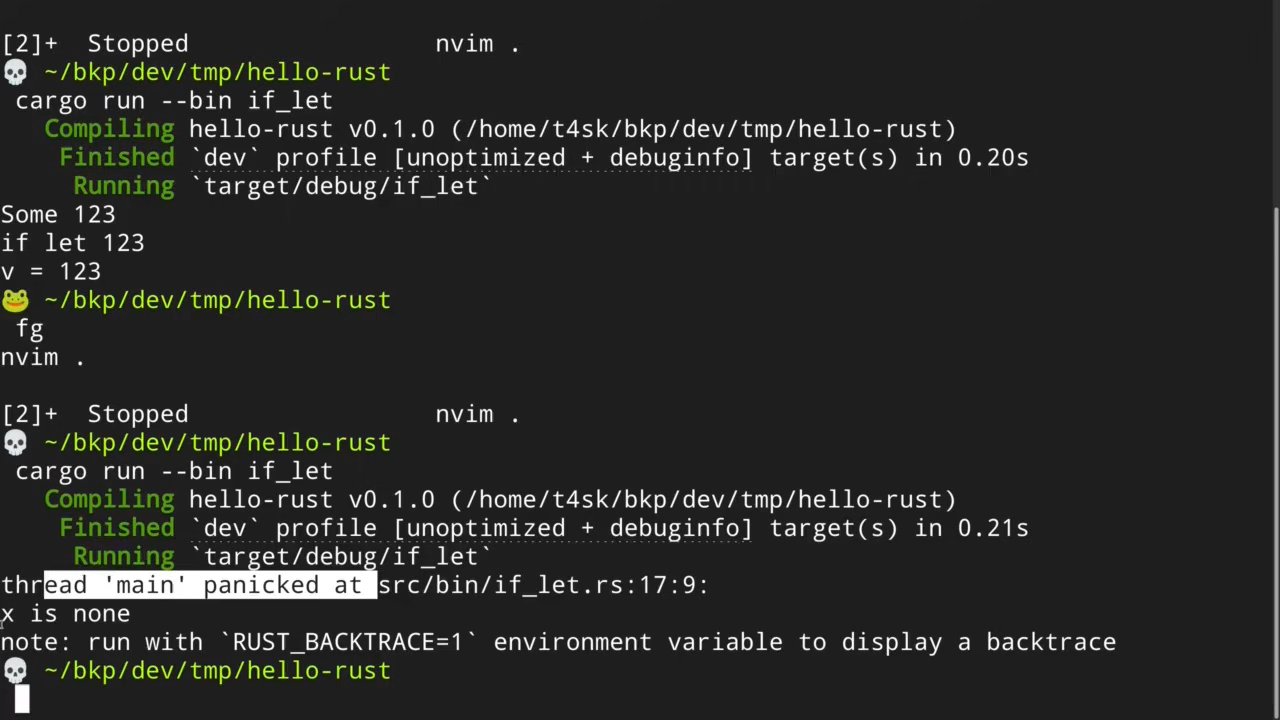 [2]+  Stopped                 nvim .
💀 ~/bkp/dev/tmp/hello-rust
 cargo run --bin if_let
   Compiling hello-rust v0.1.0 (/home/t4sk/bkp/dev/tmp/hello-rust)
    Finished `dev` profile [unoptimized + debuginfo] target(s) in 0.20s
     Running `target/debug/if_let`
Some 123
if let 123
v = 123
🐸 ~/bkp/dev/tmp/hello-rust
 fg
nvim .
[2]+  Stopped                 nvim .
💀 ~/bkp/dev/tmp/hello-rust
 cargo run --bin if_let
   Compiling hello-rust v0.1.0 (/home/t4sk/bkp/dev/tmp/hello-rust)
    Finished `dev` profile [unoptimized + debuginfo] target(s) in 0.21s
     Running `target/debug/if_let`
thread 'main' panicked at src/bin/if_let.rs:17:9:
x is none
note: run with `RUST_BACKTRACE=1` environment variable to display a backtrace
💀 ~/bkp/dev/tmp/hello-rust